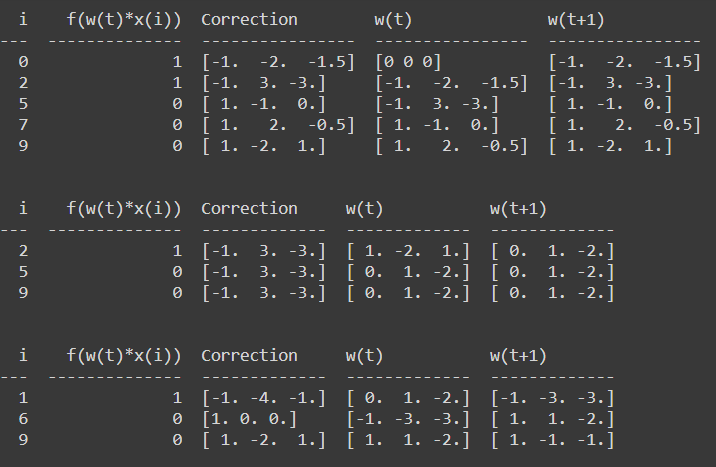 i f(w(t)*x(i)) Correction w(t) w(t+1)
--- -------------- --------------- --------------- ---------------
0 1 [-1. -2. -1.5] [0 0 0] [-1. -2. -1.5]
2 1 [-1. 3. -3.] [-1. -2. -1.5] [-1. 3. -3.]
5 0 [ 1. -1. 0.] [-1. 3. -3.] [ 1. -1. 0.]
7 0 [ 1. 2. -0.5] [ 1. -1. 0.] [ 1. 2. -0.5]
9 0 [ 1. -2. 1.] [ 1. 2. -0.5] [ 1. -2. 1.]
i f(w(t)*x(i)) Correction w(t) w(t+1)
--- -------------- ------------- ------------- -------------
2 1 [-1. 3. -3.] [ 1. -2. 1.] [ 0. 1. -2.]
5 0 [-1. 3. -3.] [ 0. 1. -2.] [ 0. 1. -2.]
9 0 [-1. 3. -3.] [ 0. 1. -2.] [ 0. 1. -2.]
i f(w(t)*x(i)) Correction w(t) w(t+1)
--- -------------- ------------- ------------- -------------
1 1 [-1. -4. -1.] [ 0. 1. -2.] [-1. -3. -3.]
6 0 [1. 0. 0.] [-1. -3. -3.] [ 1. 1. -2.]
9 0 [ 1. -2. 1.] [ 1. 1. -2.] [ 1. -1. -1.]